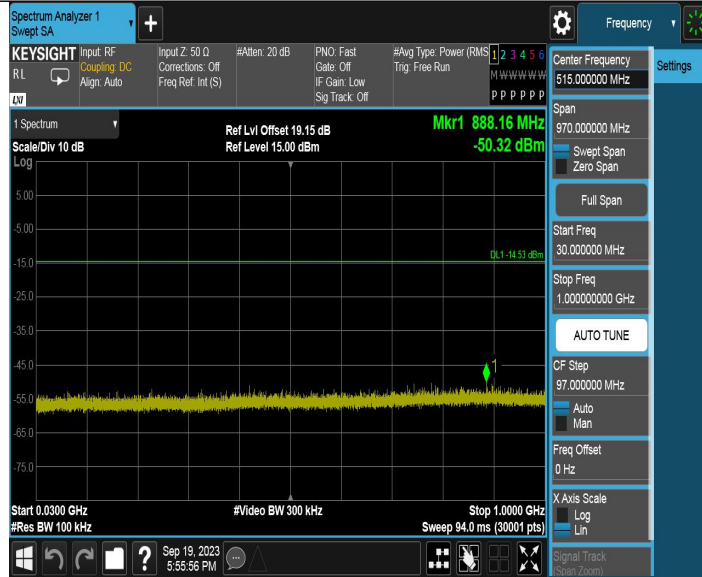 Spectrum Analyzer 1
Swept SA
Frequency
KEYSIGHT
RL
LXI
Input: RF
Coupling: DC
Align: Auto
Input Z: 50 Ω
Corrections: Off
Freq Ref: Int (S)
#Atten: 20 dB
PNO: Fast
Gate: Off
IF Gain: Low
Sig Track: Off
#Avg Type: Power (RMS
Trig: Free Run
1 2 3 4 5 6
M W W W W W
P P P P P P
1 Spectrum
Scale/Div 10 dB
Log
Ref Lvl Offset 19.15 dB
Ref Level 15.00 dBm
Mkr1 888.16 MHz
-50.32 dBm
5.00
-5.00
-15.0
DL1 -14.53 dBm
-25.0
-35.0
-45.0
1
-55.0
-65.0
-75.0
Start 0.0300 GHz
#Res BW 100 kHz
#Video BW 300 kHz
Stop 1.0000 GHz
Sweep 94.0 ms (30001 pts)
Sep 19, 2023
5:55:56 PM
Center Frequency
515.000000 MHz
Settings
Span
970.000000 MHz
Swept Span
Zero Span
Full Span
Start Freq
30.000000 MHz
Stop Freq
1.000000000 GHz
AUTO TUNE
CF Step
97.000000 MHz
Auto
Man
Freq Offset
0 Hz
X Axis Scale
Log
Lin
Signal Track
(Span Zoom)